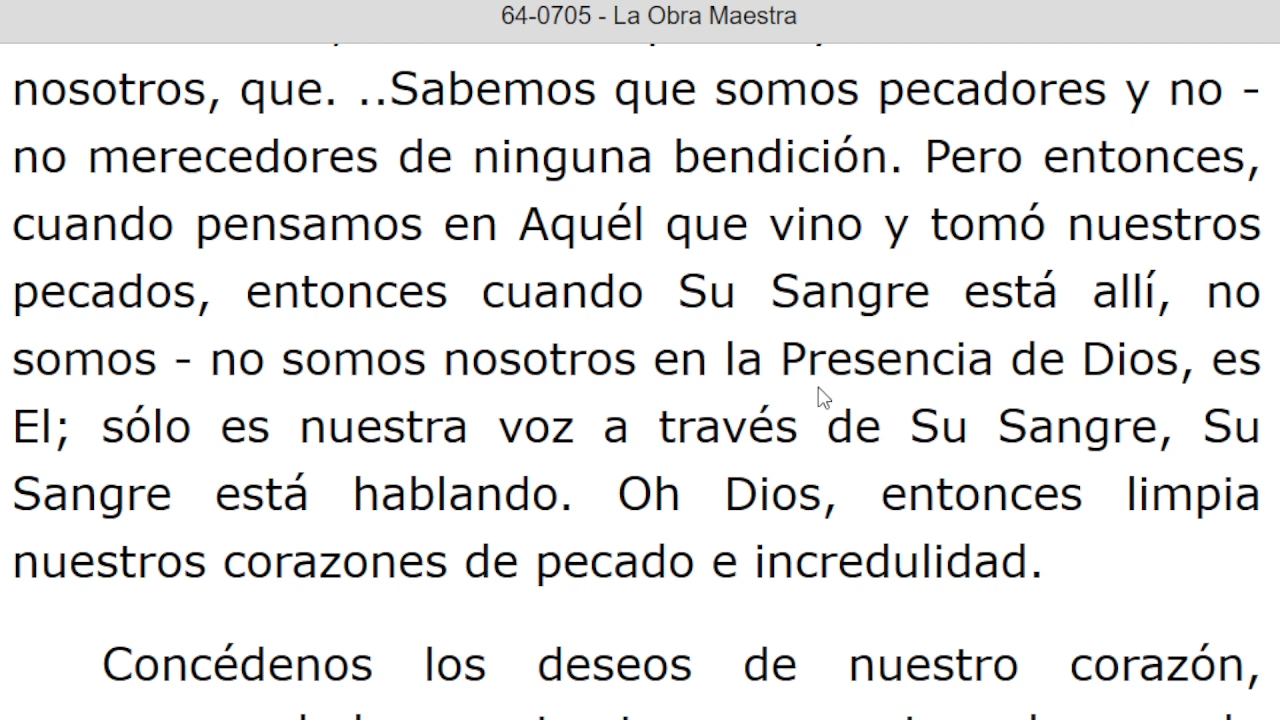 64-0705 - La Obra Maestra
nosotros, que. ..Sabemos que somos pecadores y no -
no merecedores de ninguna bendición. Pero entonces,
cuando pensamos en Aquél que vino y tomó nuestros
pecados, entonces cuando Su Sangre está allí, no
somos - no somos nosotros en la Presencia de Dios, es
El; sólo es nuestra voz a través de Su Sangre, Su
Sangre está hablando. Oh Dios, entonces limpia
nuestros corazones de pecado e incredulidad.
Concédenos los deseos de nuestro corazón,